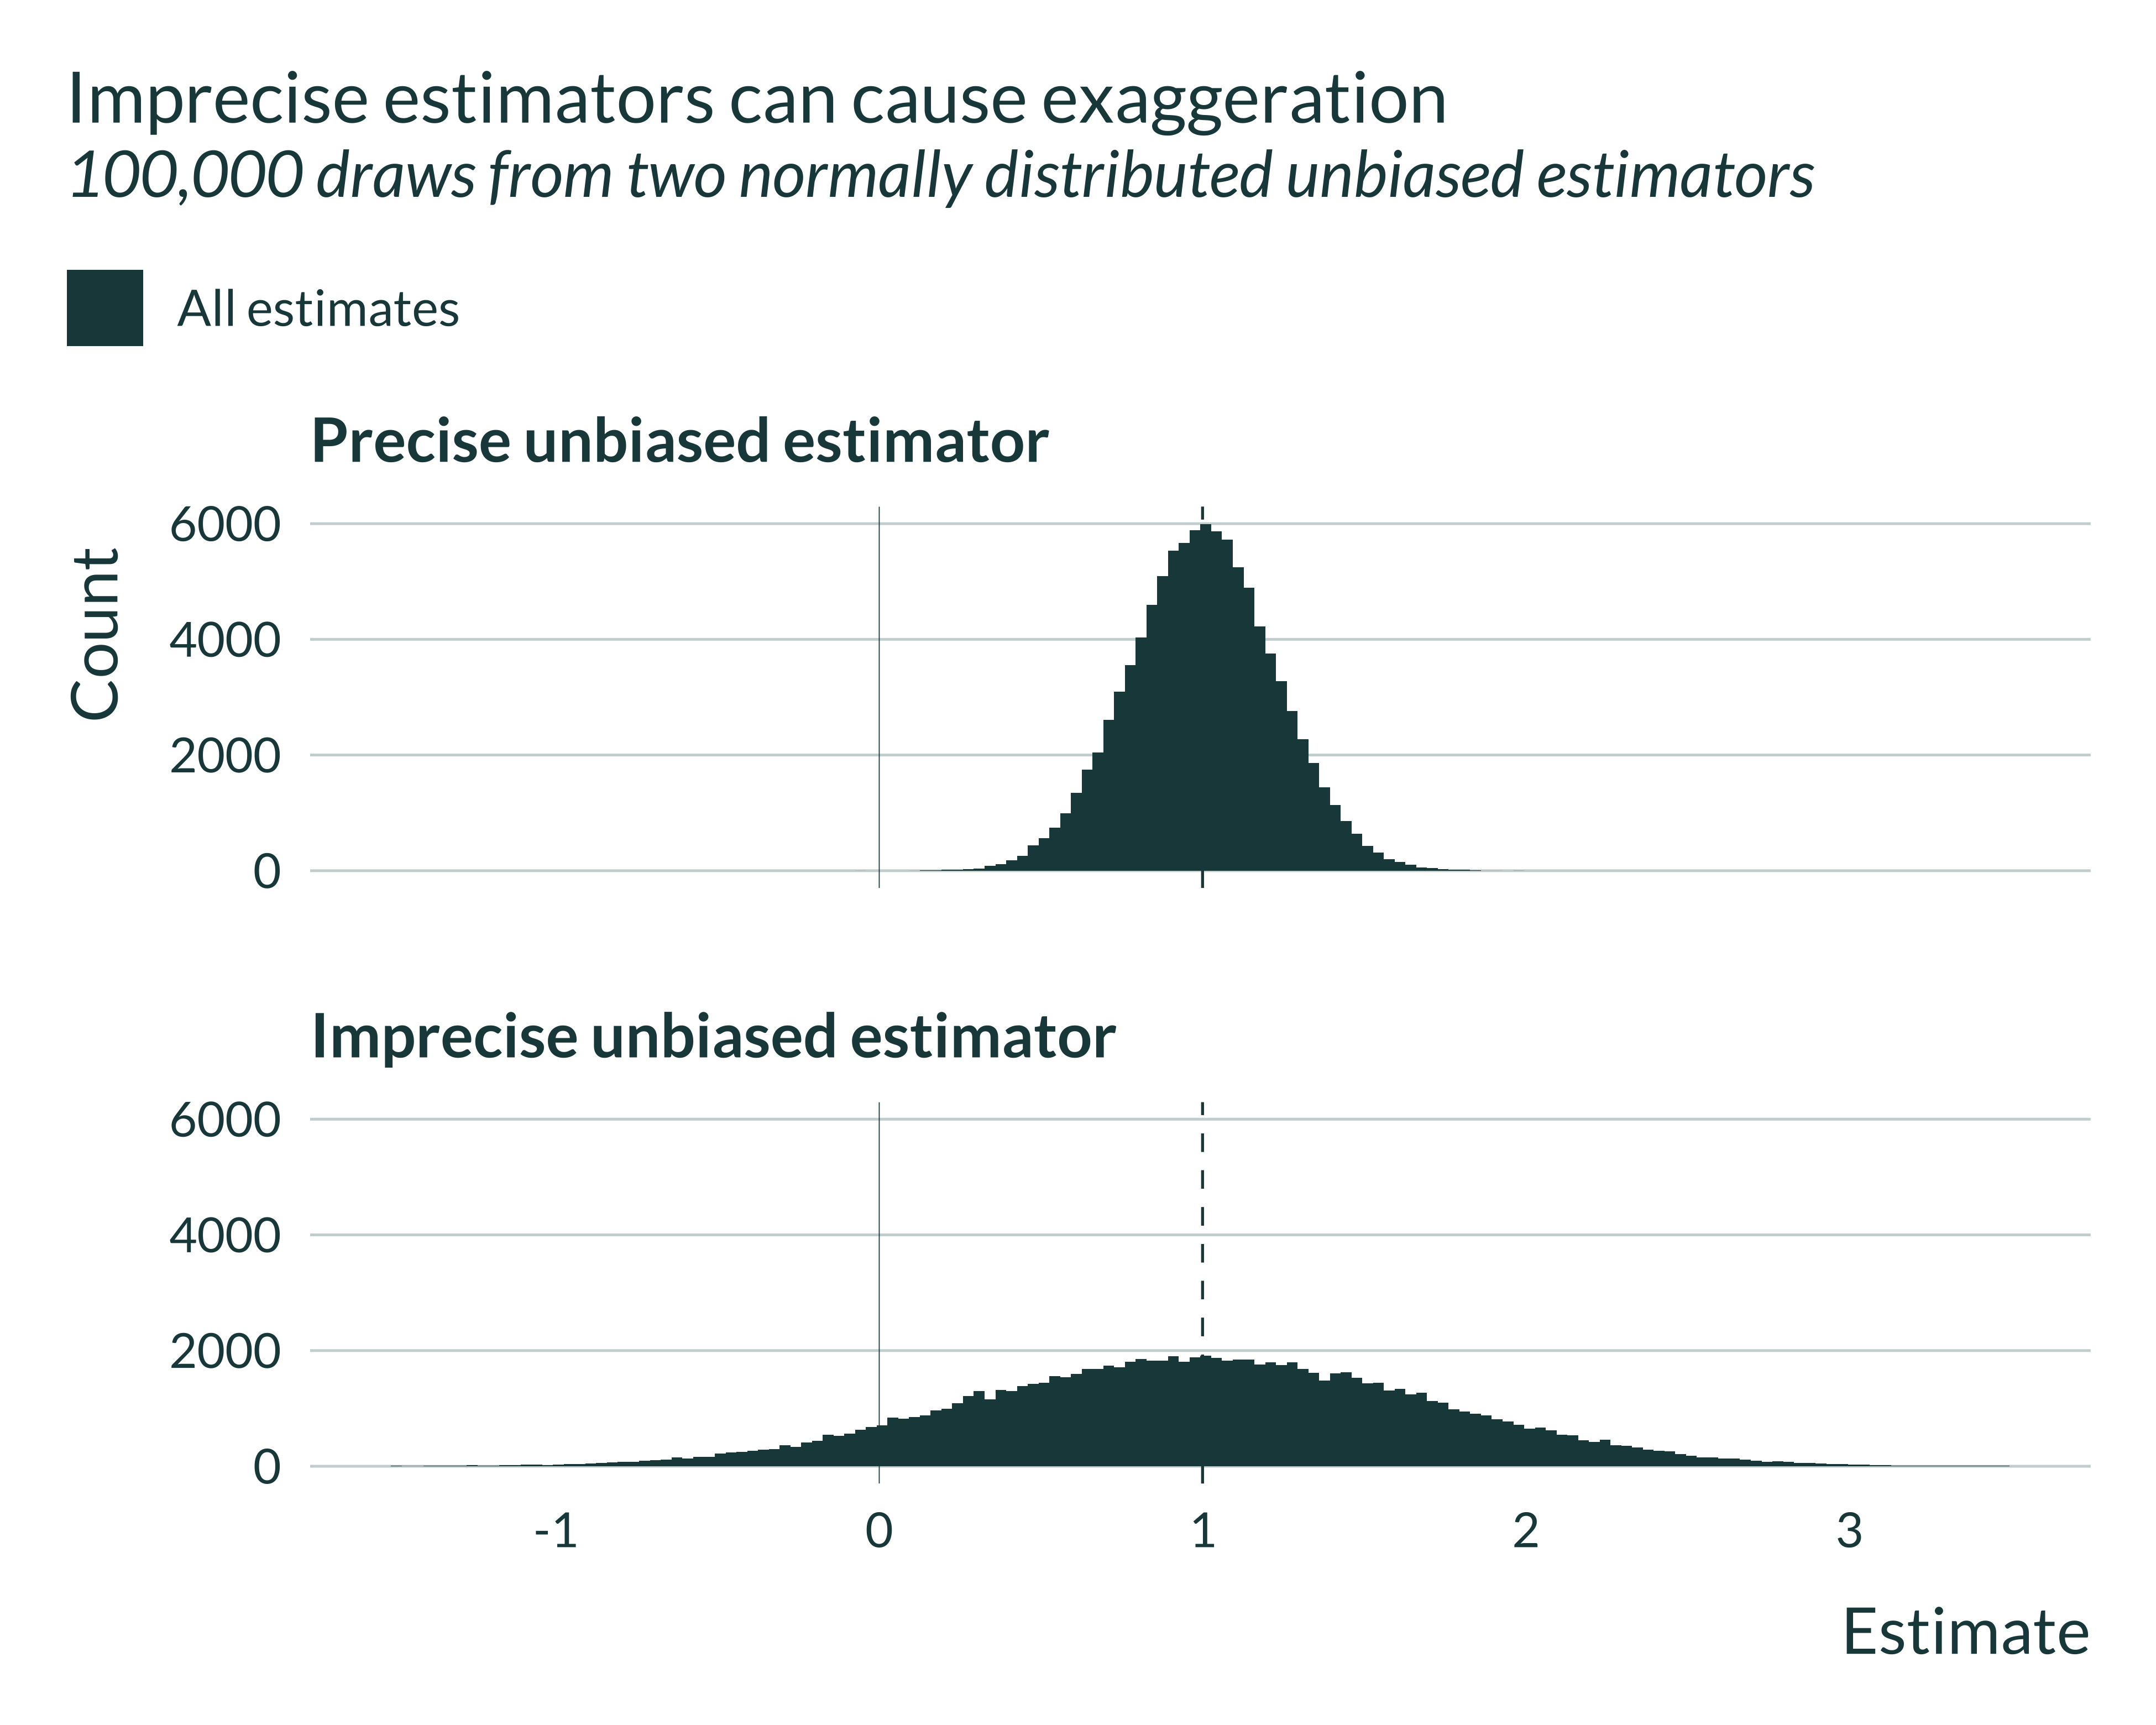 Imprecise estimators can cause exaggeration
100,000 draws from two normally distributed unbiased estimators
All estimates
Precise unbiased estimator
Count
6000
4000
2000
0
Imprecise unbiased estimator
6000
4000
2000
0
-1 0 1 2 3
Estimate